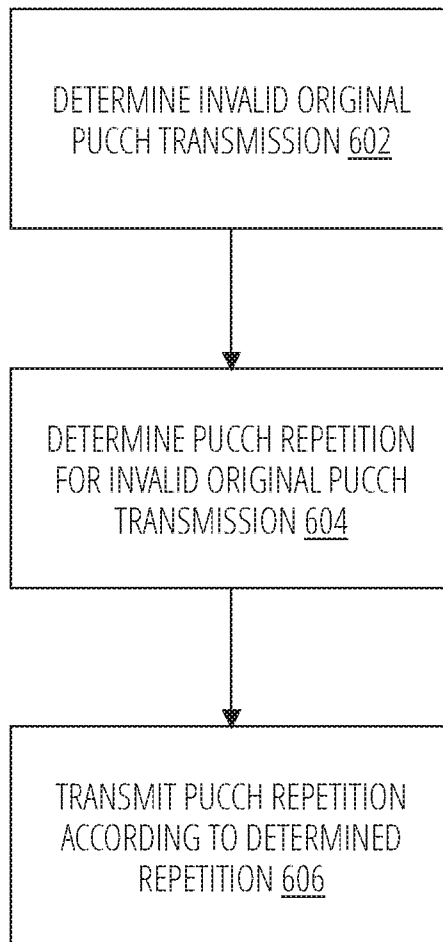 DETERMINE INVALID ORIGINAL
PUCCH TRANSMISSION 602
DETERMINE PUCCH REPETITION
FOR INVALID ORIGINAL PUCCH
TRANSMISSION 604
TRANSMIT PUCCH REPETITION
ACCORDING TO DETERMINED
REPETITION 606